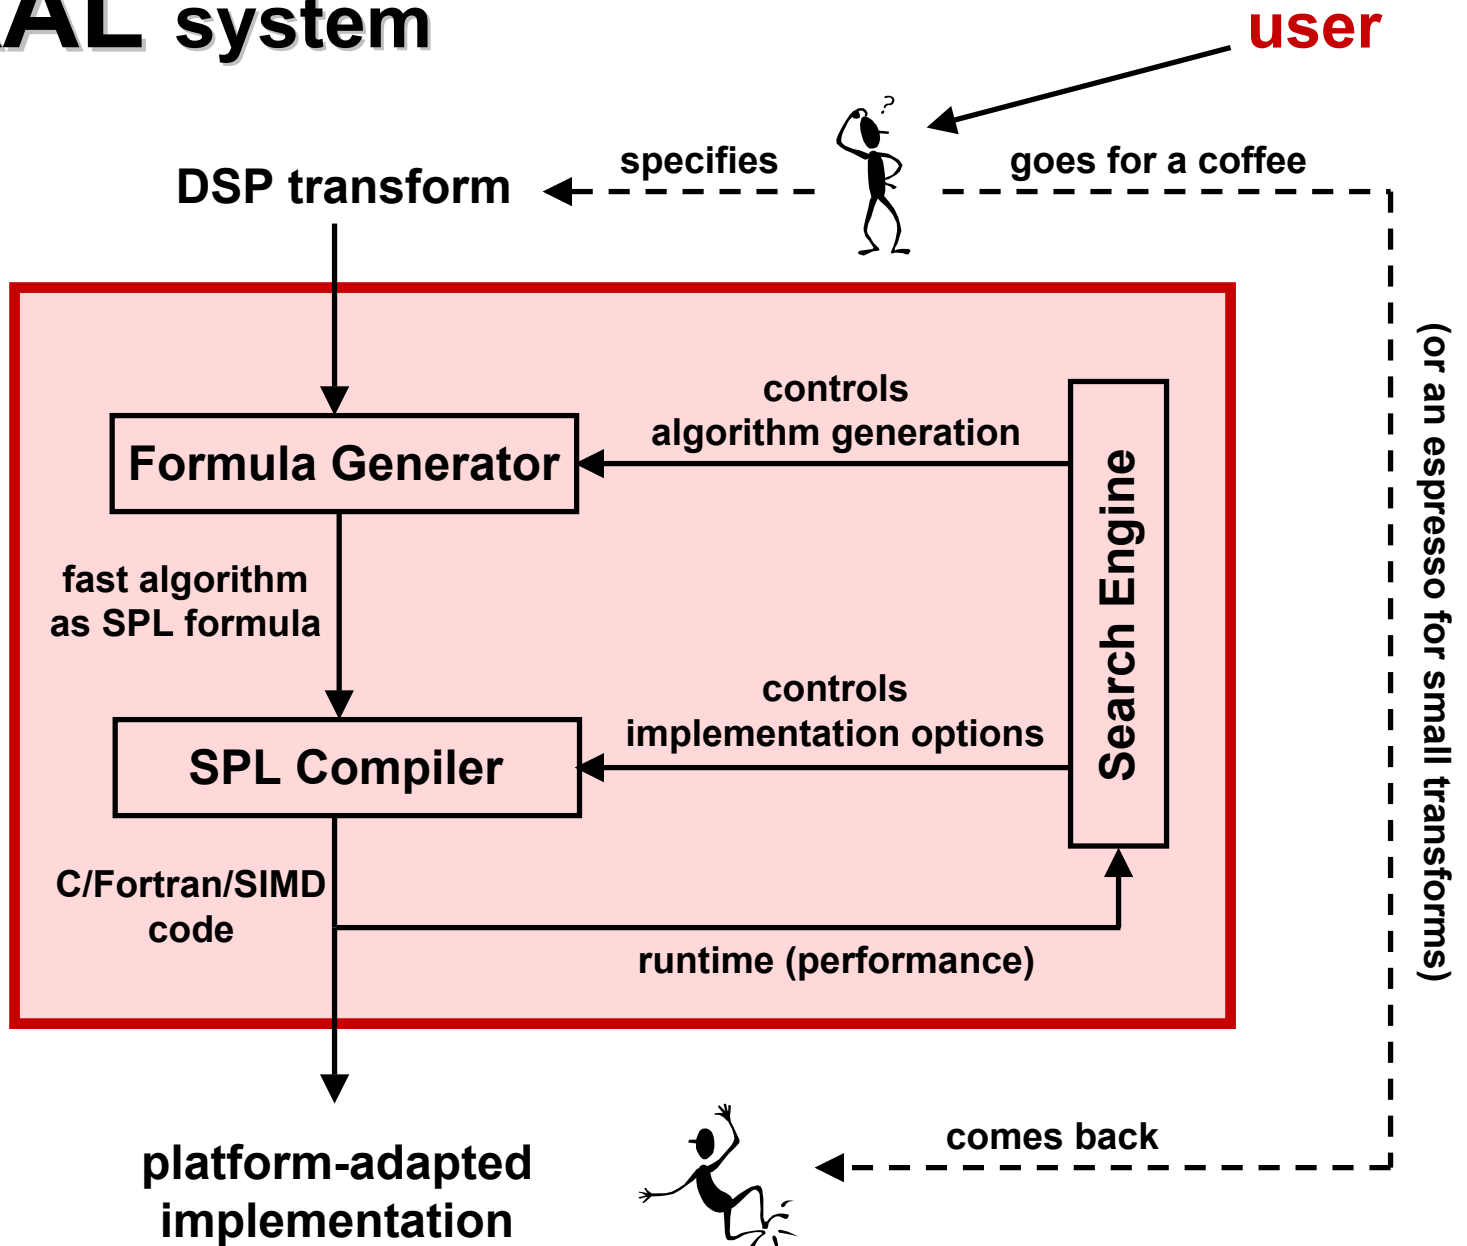 system
user
specifies
goes for a coffee
DSP transform
?
(or an espresso for small transforms)
controls
algorithm generation
Formula Generator
Search Engine
fast algorithm
as SPL formula
controls
implementation options
SPL Compiler
C/Fortran/SIMD
code
runtime (performance)
comes back
platform-adapted
implementation